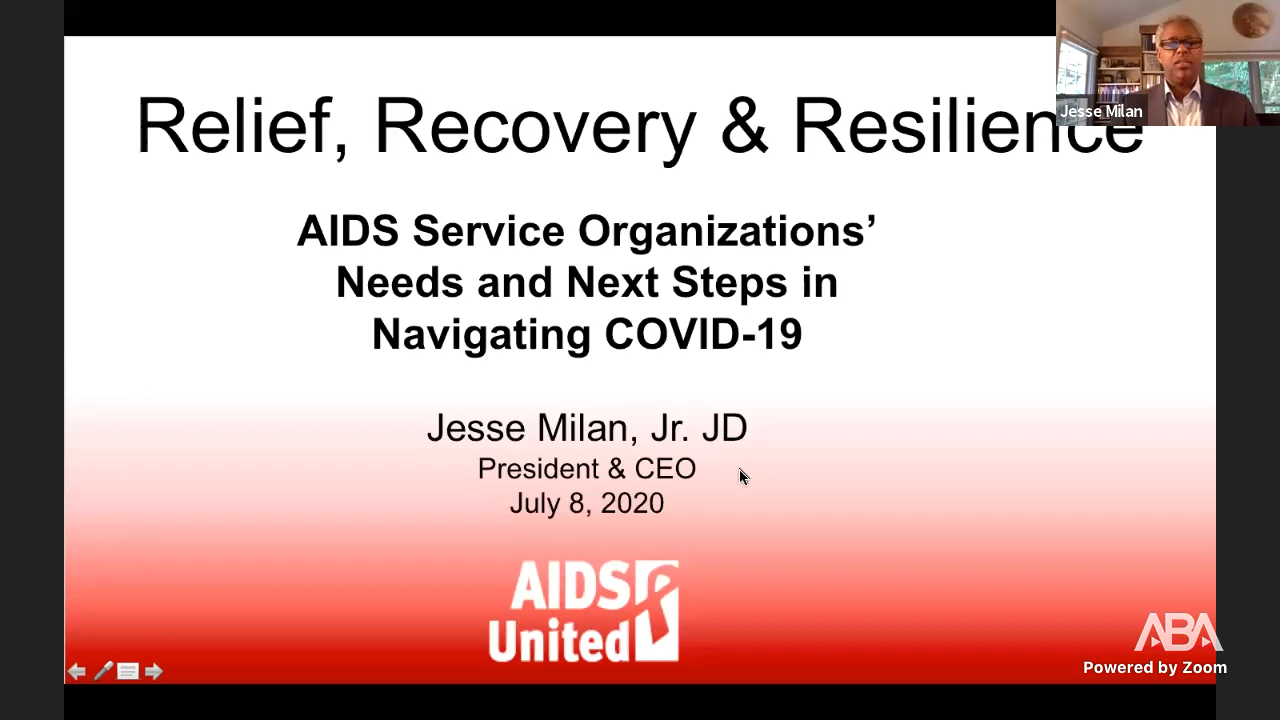 Relief, Recovery & Resilience
Jesse Milan
AIDS Service Organizations’
Needs and Next Steps in
Navigating COVID-19
Jesse Milan, Jr. JD
President & CEO
July 8, 2020
AIDS
United
ABA
Powered by Zoom